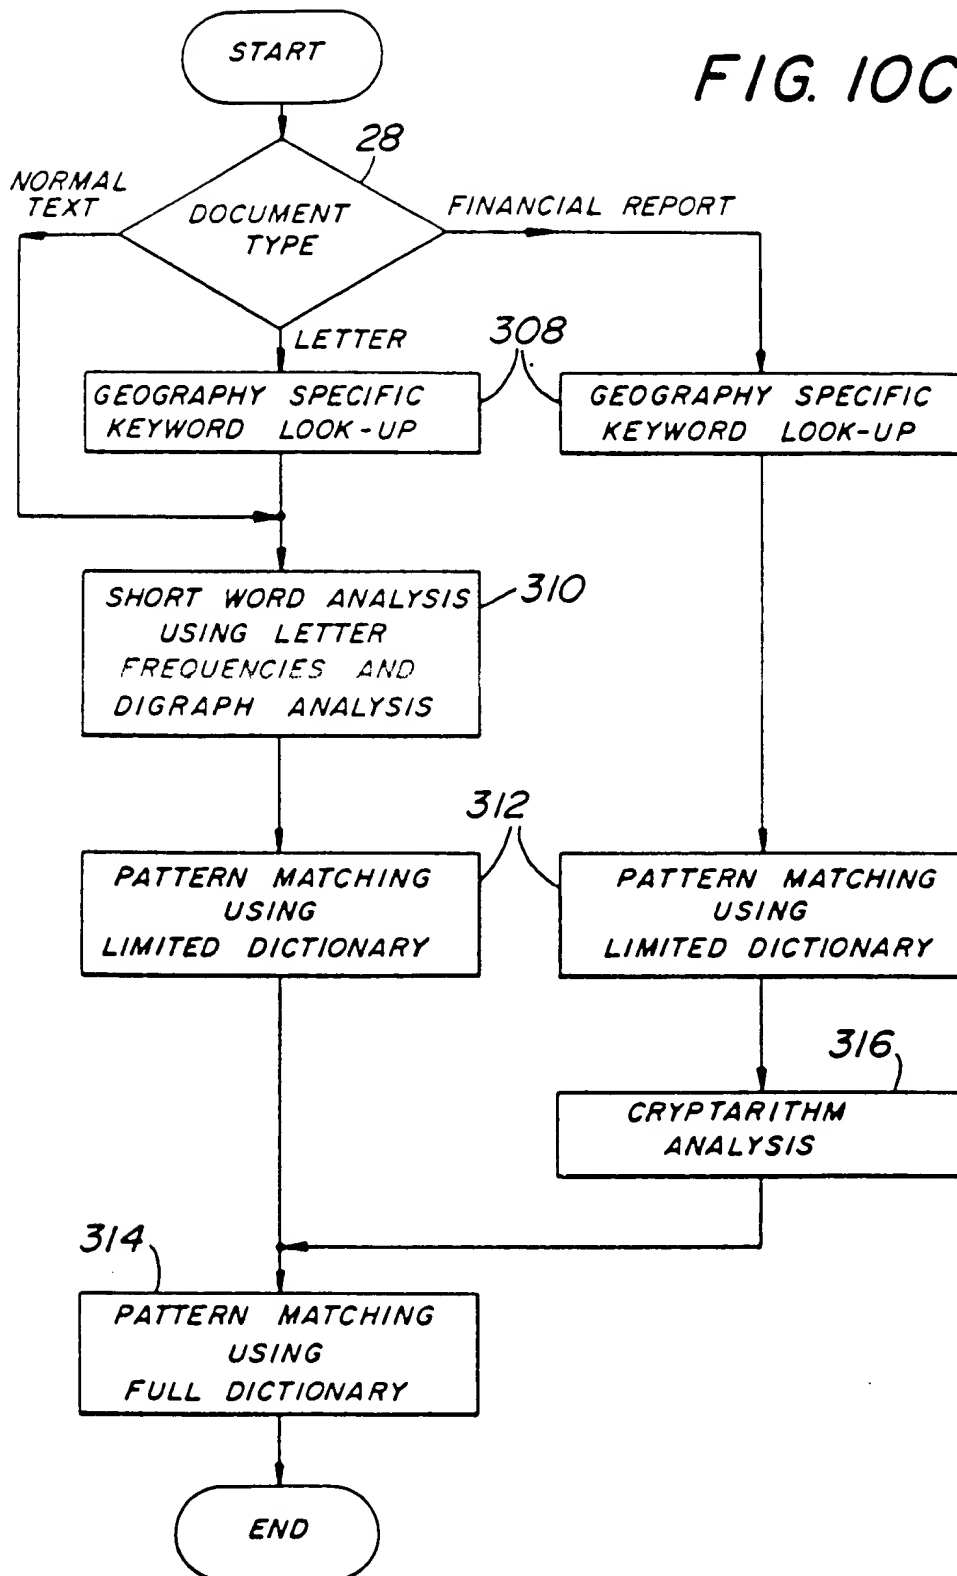 START
FIG. 10C
28
NORMAL
TEXT
DOCUMENT
TYPE
FINANCIAL REPORT
LETTER
308
GEOGRAPHY SPECIFIC
KEYWORD LOOK-UP
GEOGRAPHY SPECIFIC
KEYWORD LOOK-UP
SHORT WORD ANALYSIS
USING LETTER
FREQUENCIES AND
DIGRAPH ANALYSIS
310
312
PATTERN MATCHING
USING
LIMITED DICTIONARY
PATTERN MATCHING
USING
LIMITED DICTIONARY
316
CRYPTARITHM
ANALYSIS
314
PATTERN MATCHING
USING
FULL DICTIONARY
END